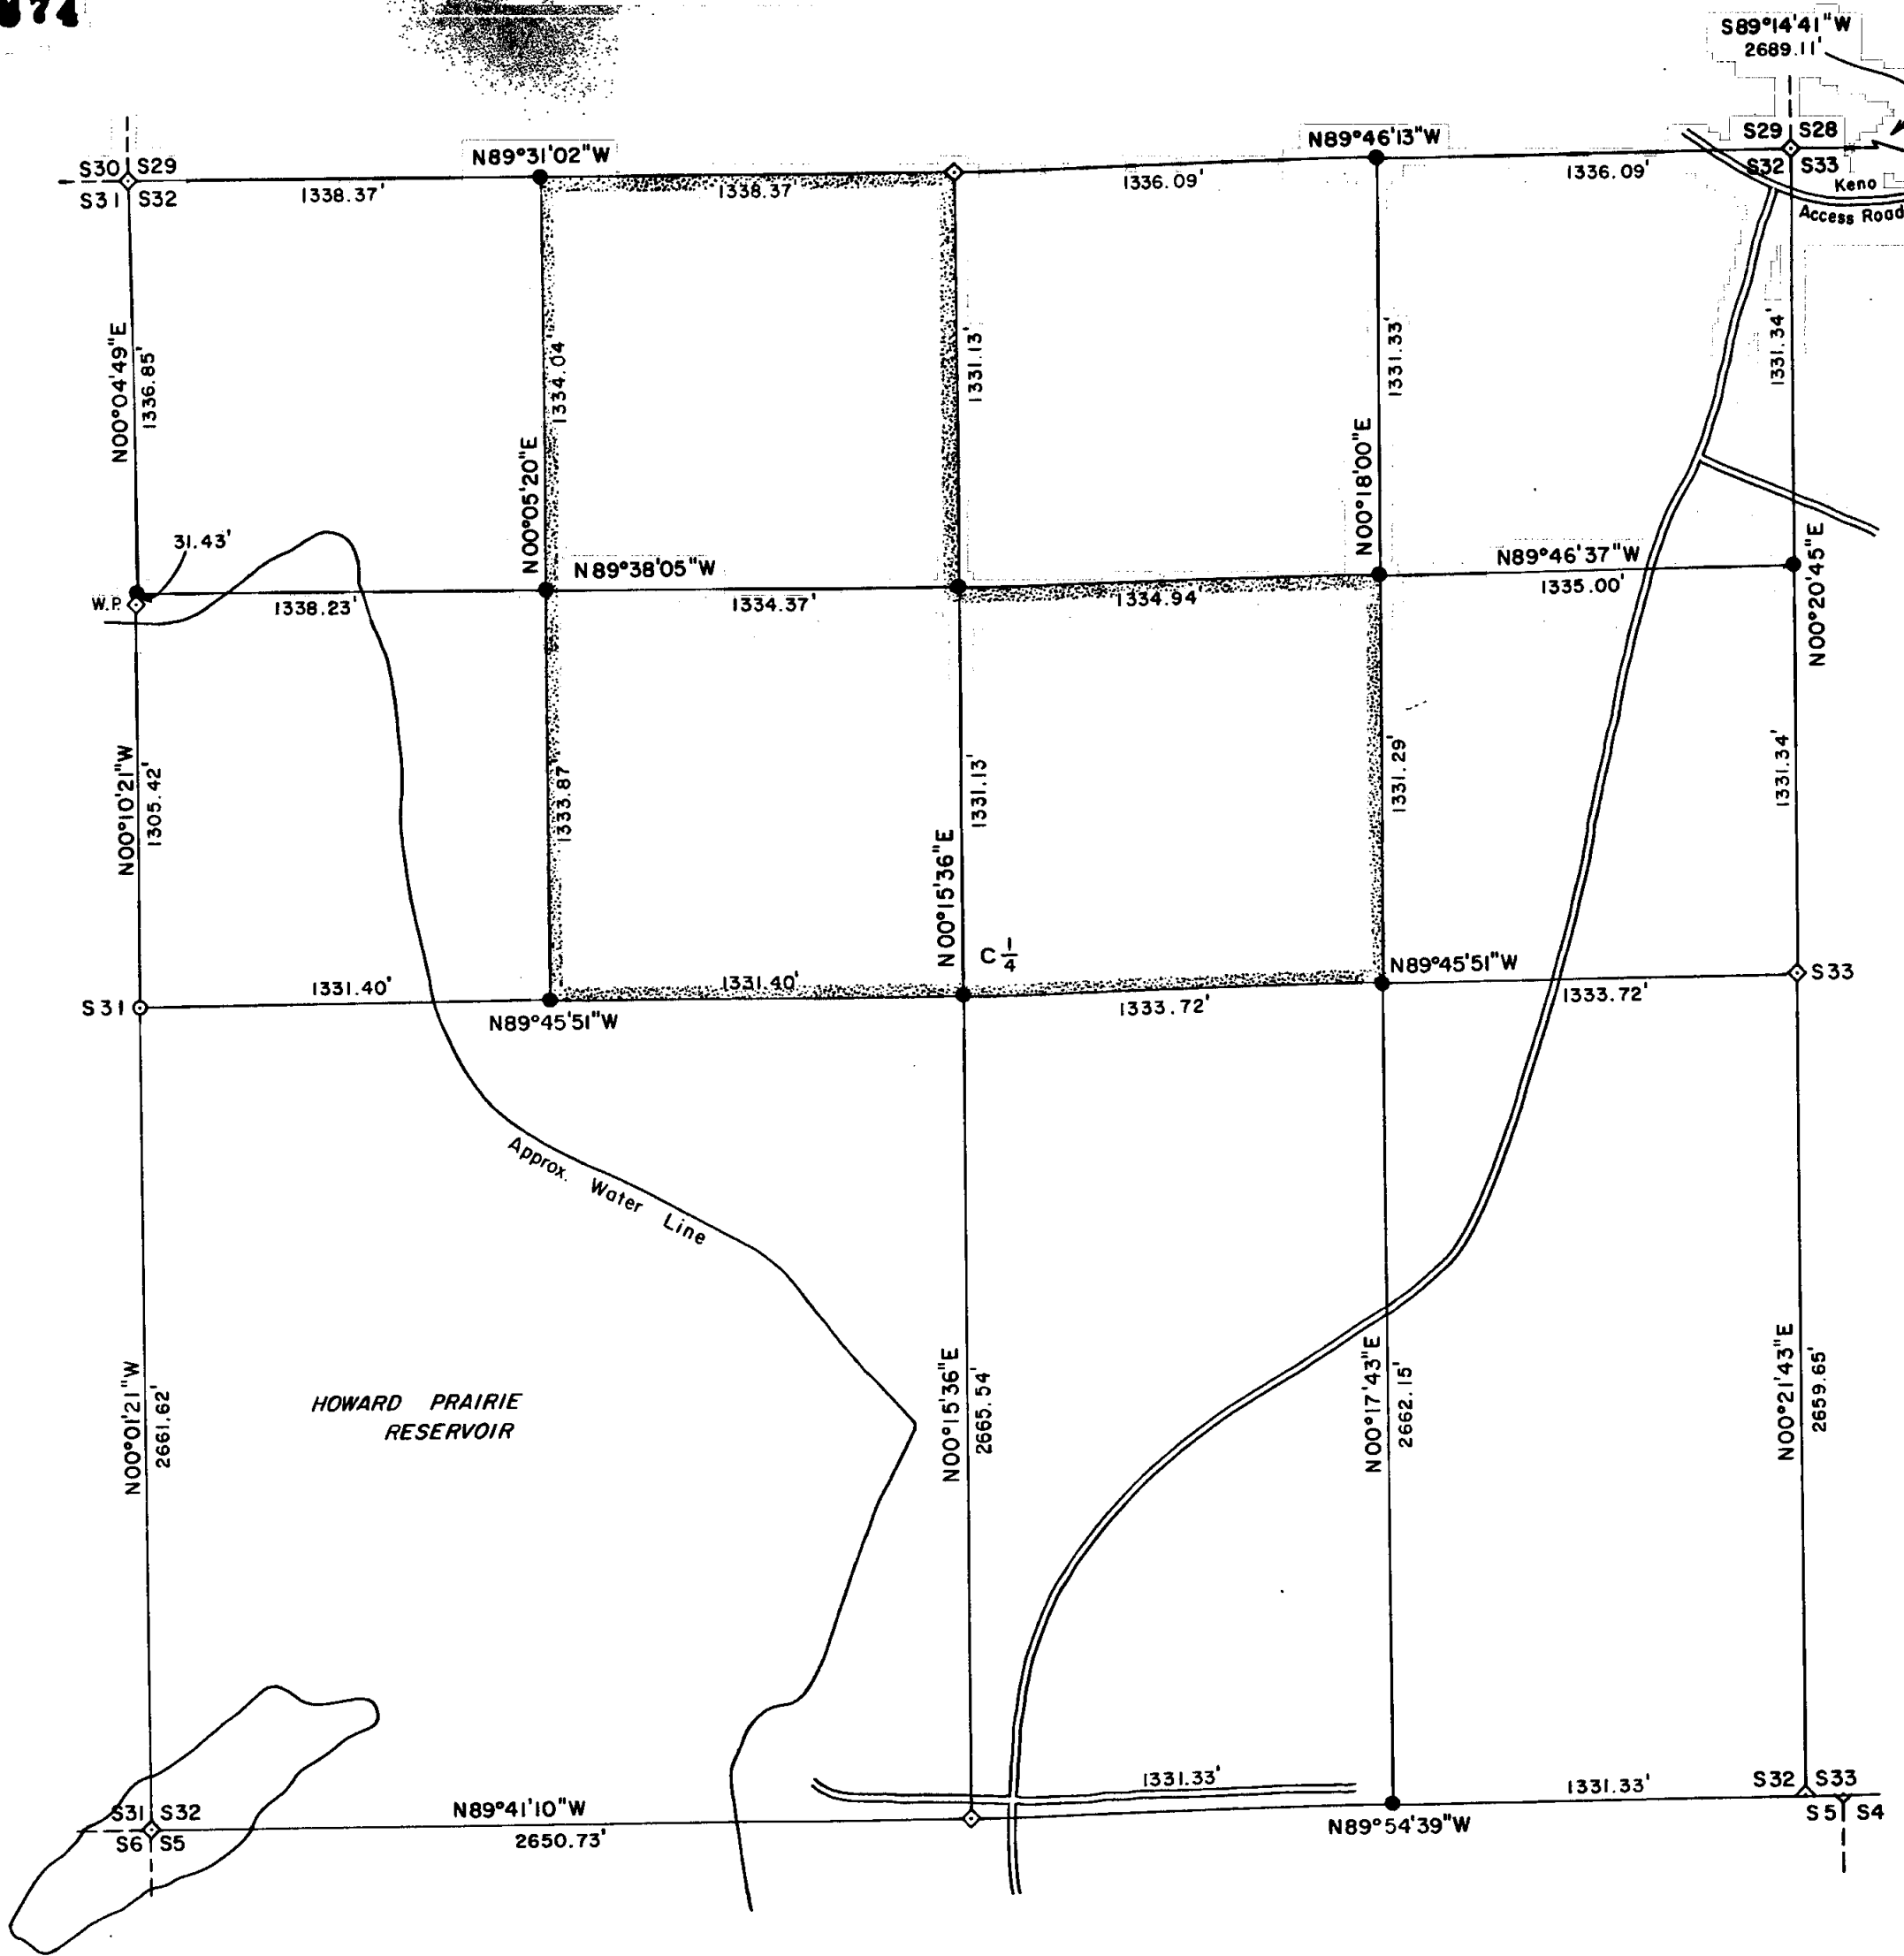 S89°14'41"W
2689.11'
S29 S28
S32 S33
Keno
Access Road
N89°31'02"W
N89°46'13"W
S30 S29
S31 S32
1338.37'
1338.37'
1336.09'
1336.09'
N00°04'49"E
1336.85'
1334.04'
N00°05'20"E
1331.13'
1331.33'
N00°18'00"E
1331.34'
N00°20'45"E
31.43'
W.P.
N89°38'05"W
N89°46'37"W
1338.23'
1334.37'
1334.94'
1335.00'
N00°10'21"W
1305.42'
1333.87'
1331.13'
N00°15'36"E
1331.29'
1331.34'
C 1/4
N89°45'51"W
S33
S31
1331.40'
1331.40'
1333.72'
1333.72'
N89°45'51"W
Approx. Water Line
HOWARD PRAIRIE
RESERVOIR
N00°01'21"W
2661.62'
N00°15'36"E
2665.54'
N00°17'43"E
2662.15'
N00°21'43"E
2659.65'
1331.33'
1331.33'
S32 S33
S5 S4
S31 S32
S6 S5
N89°41'10"W
2650.73'
N89°54'39"W